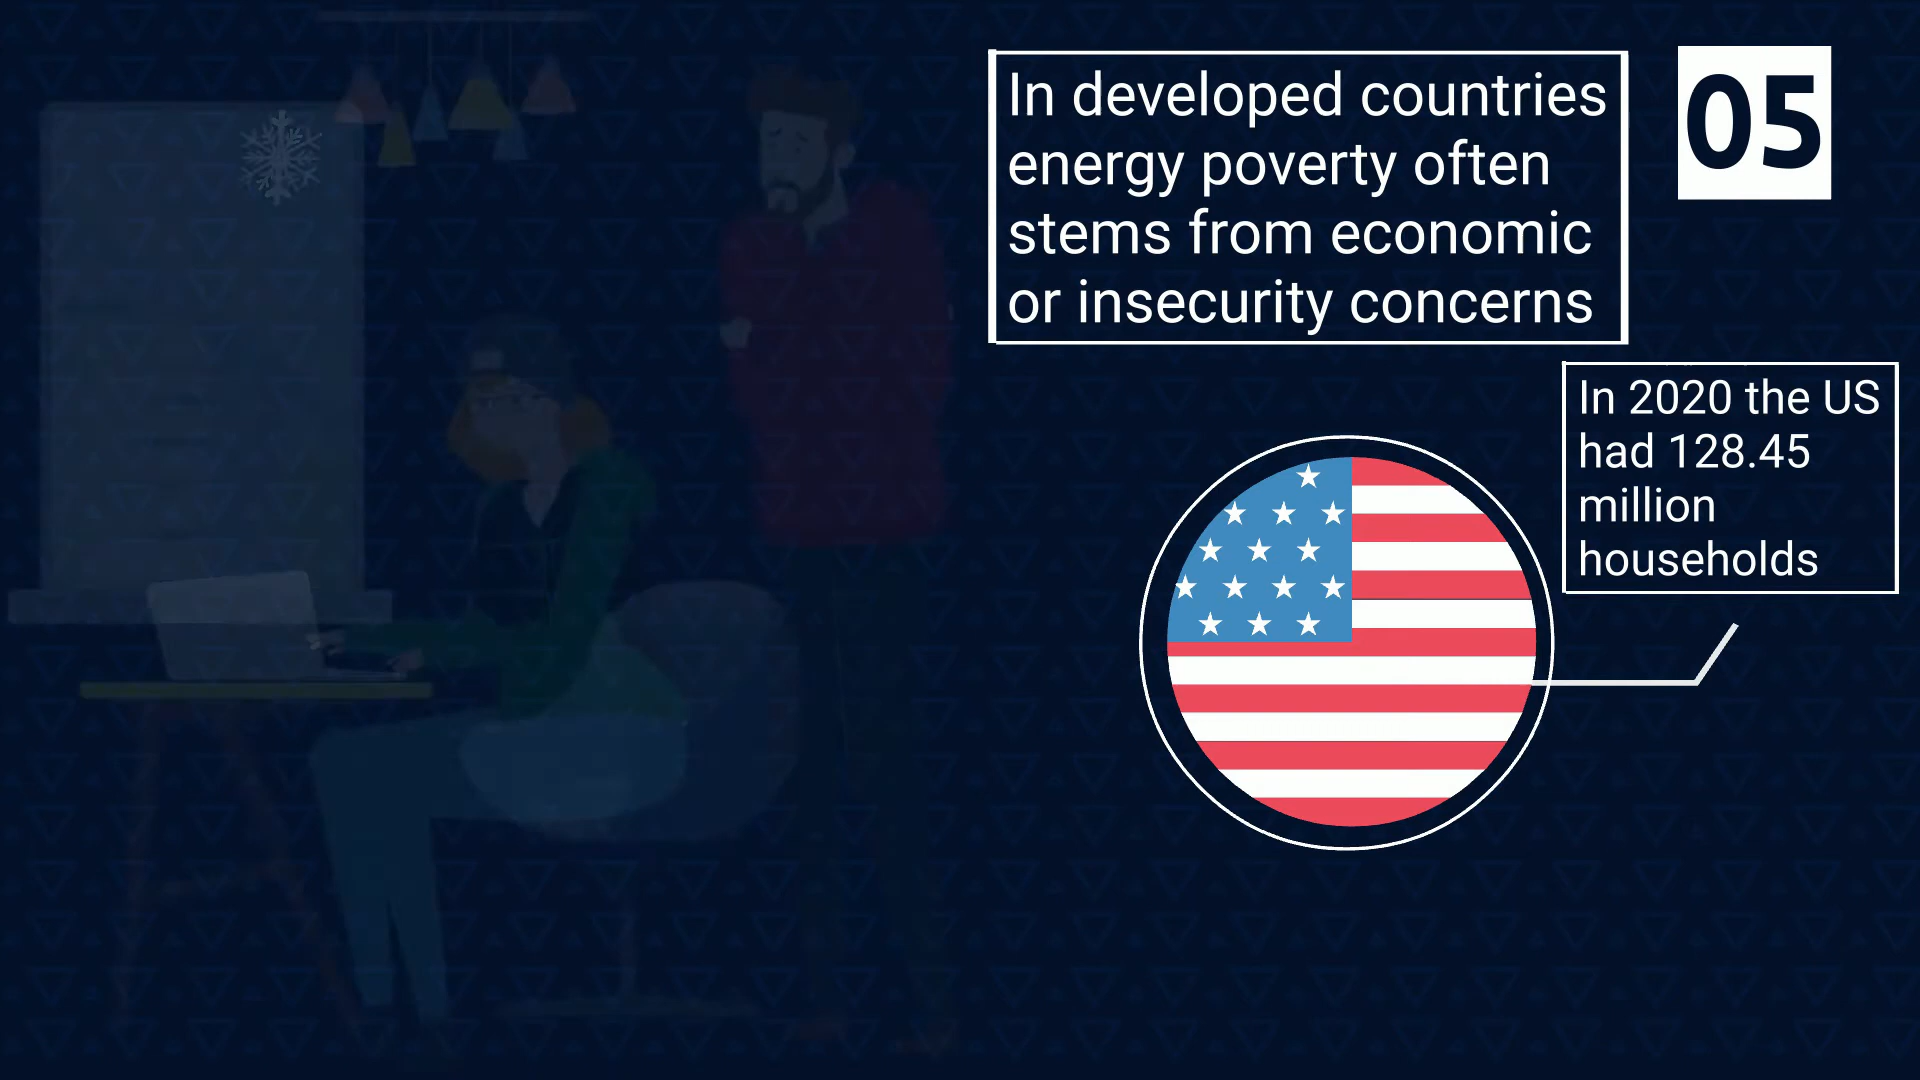 In developed countries
energy poverty often
stems from economic
or insecurity concerns
05
In 2020 the US
had 128.45
million
households